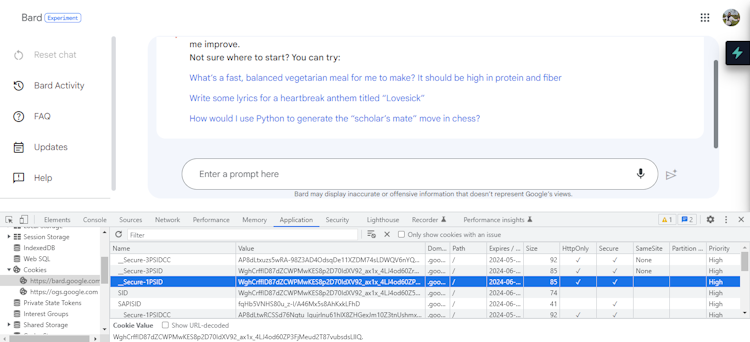 Bard Experiment
Reset chat
Bard Activity
FAQ
Updates
Help
me improve.
Not sure where to start? You can try:
What's a fast, balanced vegetarian meal for me to make? It should be high in protein and fiber
Write some lyrics for a heartbreak anthem titled "Lovesick"
How would I use Python to generate the "scholar's mate" move in chess?
Enter a prompt here
Bard may display inaccurate or offensive information that doesn't represent Google's views.
Elements Console Sources Network Performance Memory Application Security Lighthouse Recorder Performance insights 1 2
Session Storage
IndexedDB
Web SQL
Cookies
https://bard.google.com
https://ogs.google.com
Private State Tokens
Interest Groups
Shared Storage
Filter Only show cookies with an issue
Name Value Dom... Path Expires / ... Size HttpOnly Secure SameSite Partition ... Priority
__Secure-3PSIDCC .goo... / 2024-05-... 92 ✓ ✓ None High
__Secure-3PSID .goo... / 2024-06-... 85 ✓ ✓ None High
__Secure-1PSID .goo... / 2024-06-... 85 ✓ ✓ High
SID .goo... / 2024-06-... 74 High
SAPISID .goo... / 2024-06-... 41 ✓ High
__Secure-1PSIDCC .goo... / 2024-05-... 92 ✓ ✓ High
Cookie Value Show URL-decoded